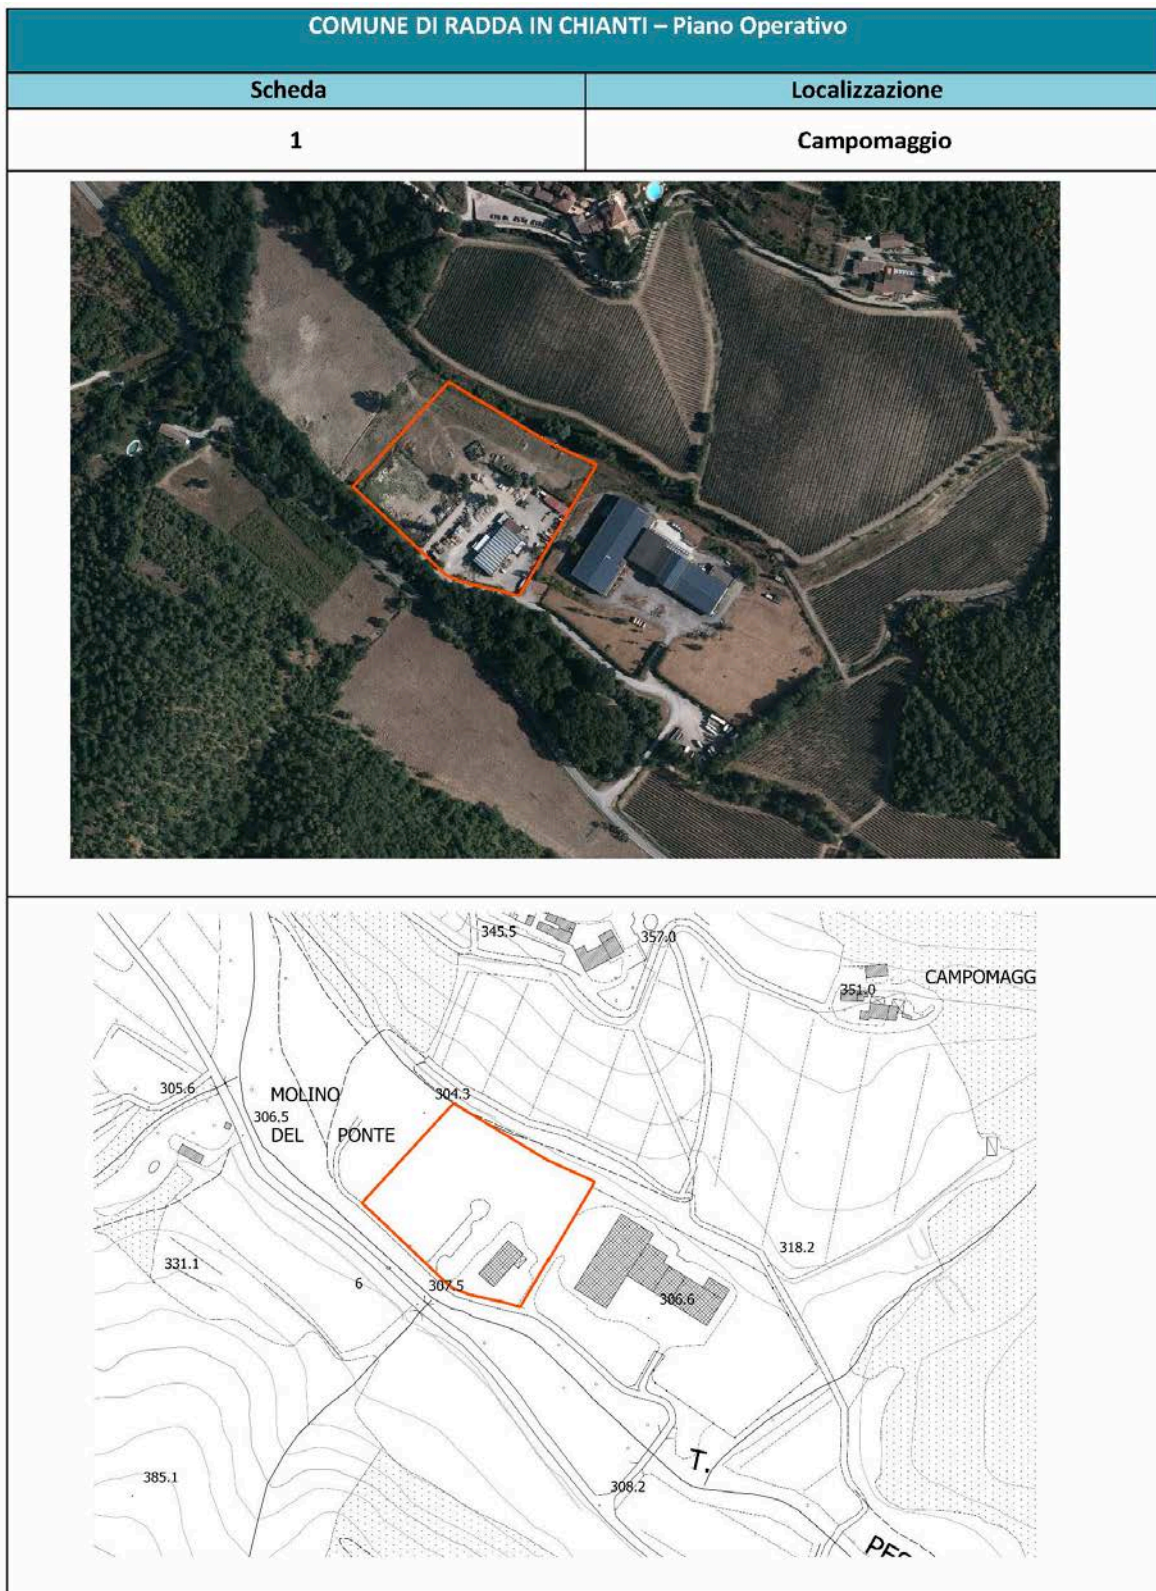 COMUNE DI RADDA IN CHIANTI – Piano Operativo
Scheda Localizzazione
1 Campomaggio
345.5
357.0
351.0
CAMPOMAGG
305.6
MOLINO
304.3
306.5
DEL PONTE
331.1
6
307.5
306.6
318.2
T.
385.1
308.2